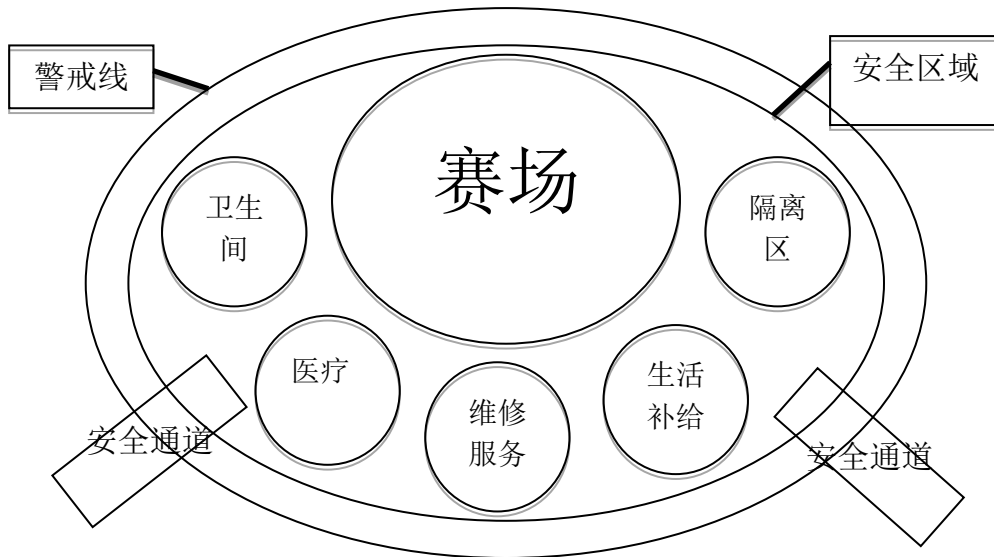 警戒线
安全区域
赛场
卫生
间
隔离
区
医疗
维修
服务
生活
补给
安全通道
安全通道